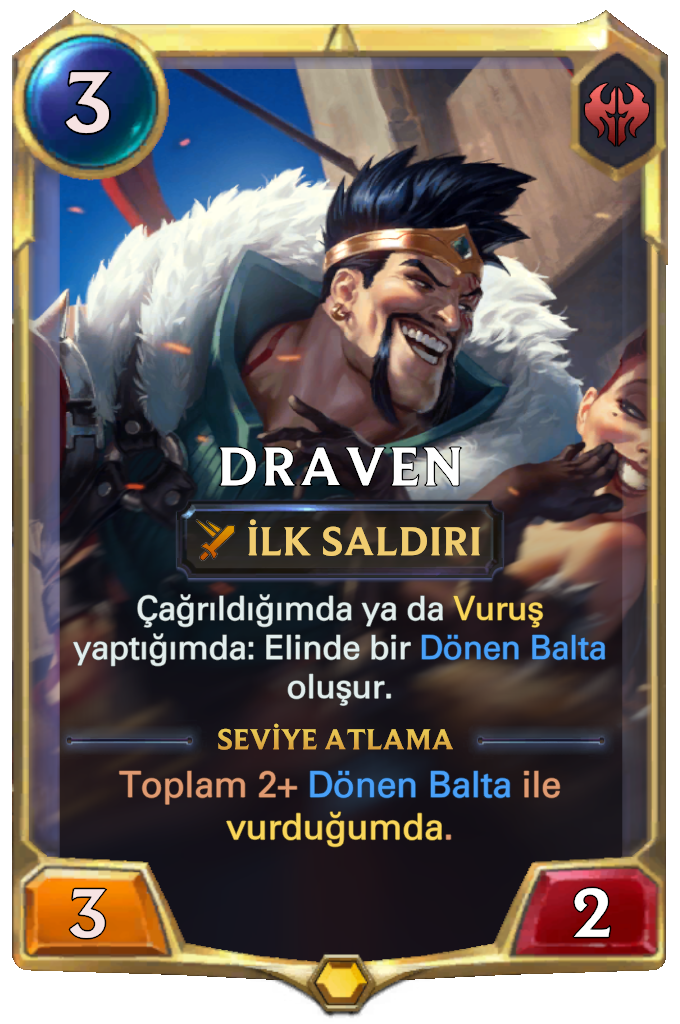 3
DRAVEN
İLK SALDIRI
Çağrıldığımda ya da Vuruş
yaptığımda: Elinde bir Dönen Balta
oluşur.
SEVİYE ATLAMA
Toplam 2+ Dönen Balta ile
vurduğumda.
3
2